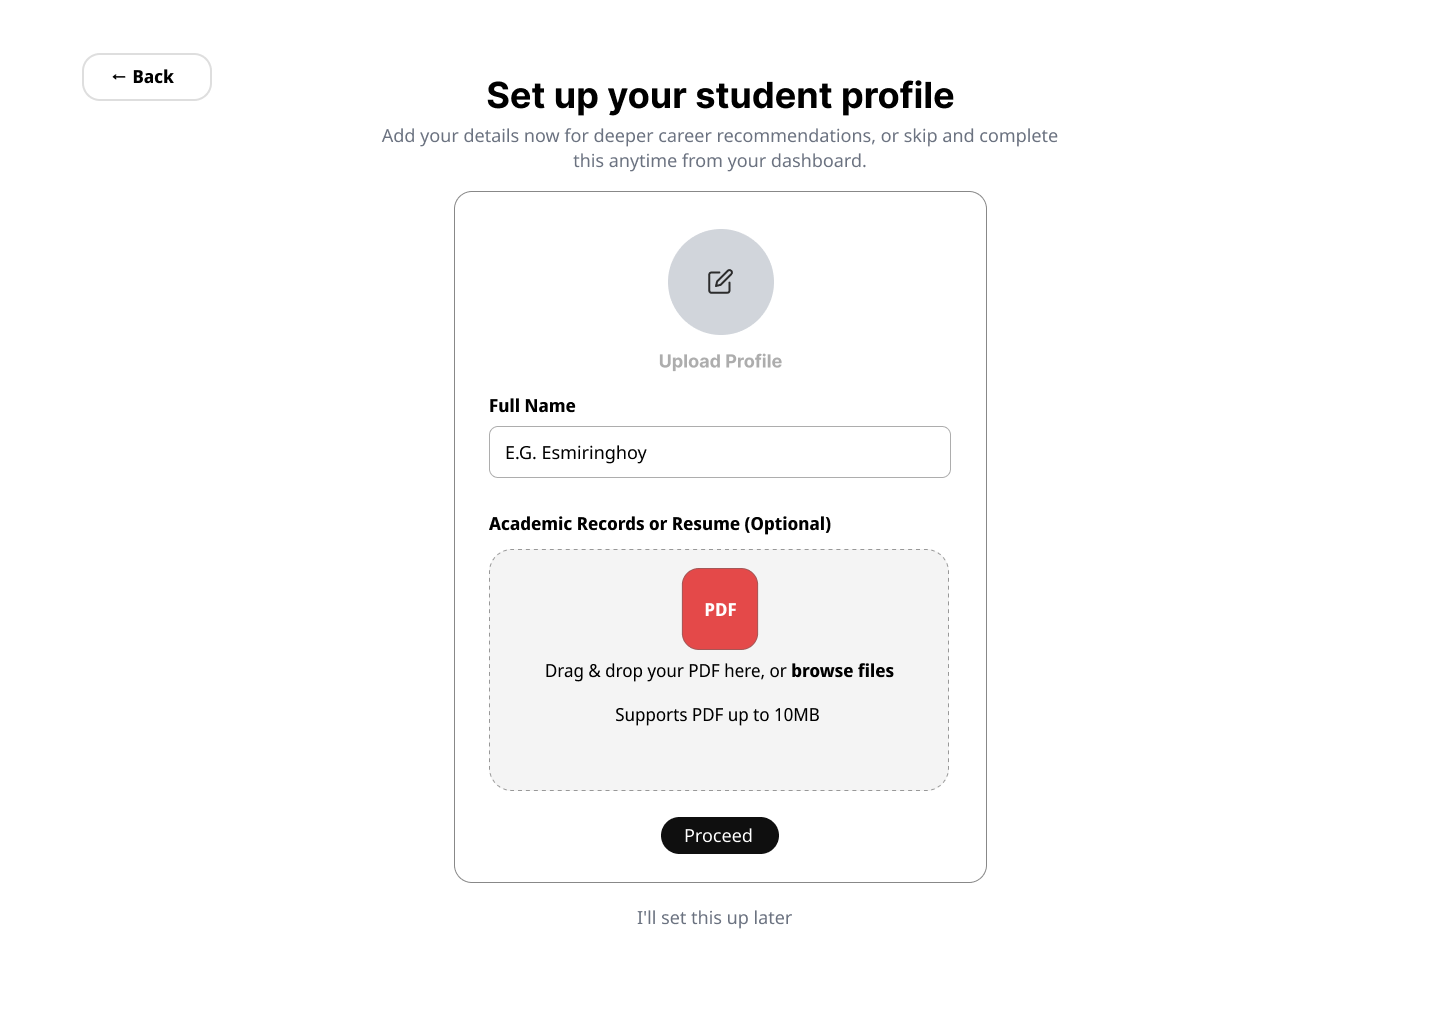 ← Back
Set up your student profile
Add your details now for deeper career recommendations, or skip and complete
this anytime from your dashboard.
Upload Profile
Full Name
E.G. Esmiringhoy
Academic Records or Resume (Optional)
PDF
Drag & drop your PDF here, or browse files
Supports PDF up to 10MB
Proceed
I'll set this up later